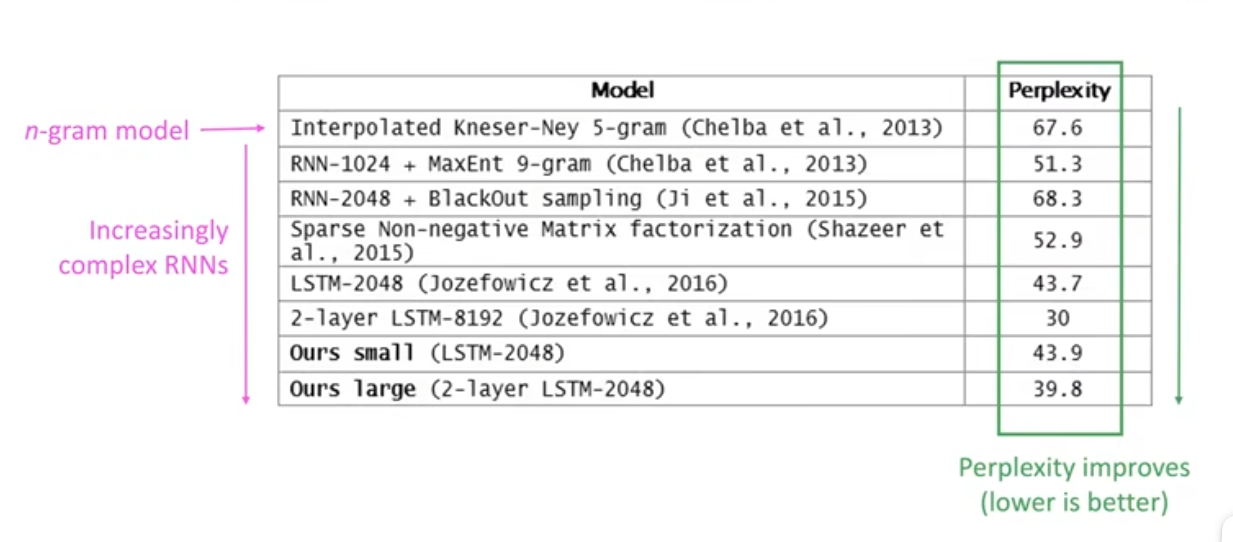 Model Perplexity
n-gram model
Interpolated Kneser-Ney 5-gram (Chelba et al., 2013) 67.6
RNN-1024 + MaxEnt 9-gram (Chelba et al., 2013) 51.3
RNN-2048 + BlackOut sampling (Ji et al., 2015) 68.3
Increasingly
complex RNNs
Sparse Non-negative Matrix factorization (Shazeer et
al., 2015) 52.9
LSTM-2048 (Jozefowicz et al., 2016) 43.7
2-layer LSTM-8192 (Jozefowicz et al., 2016) 30
Ours small (LSTM-2048) 43.9
Ours large (2-layer LSTM-2048) 39.8
Perplexity improves
(lower is better)